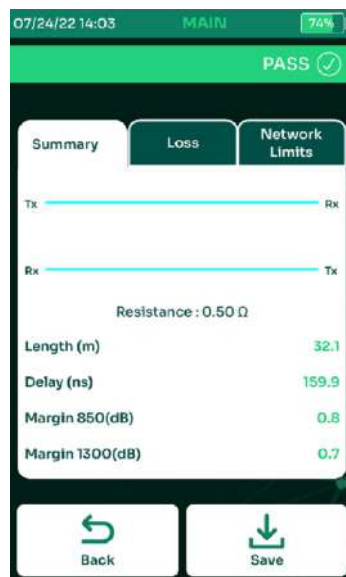 07/24/22 14:03 MAIN 74%
PASS
Summary Loss Network Limits
Tx Rx
Rx Tx
Resistance : 0.50 Ω
Length (m) 32.1
Delay (ns) 159.9
Margin 850(dB) 0.8
Margin 1300(dB) 0.7
Back Save